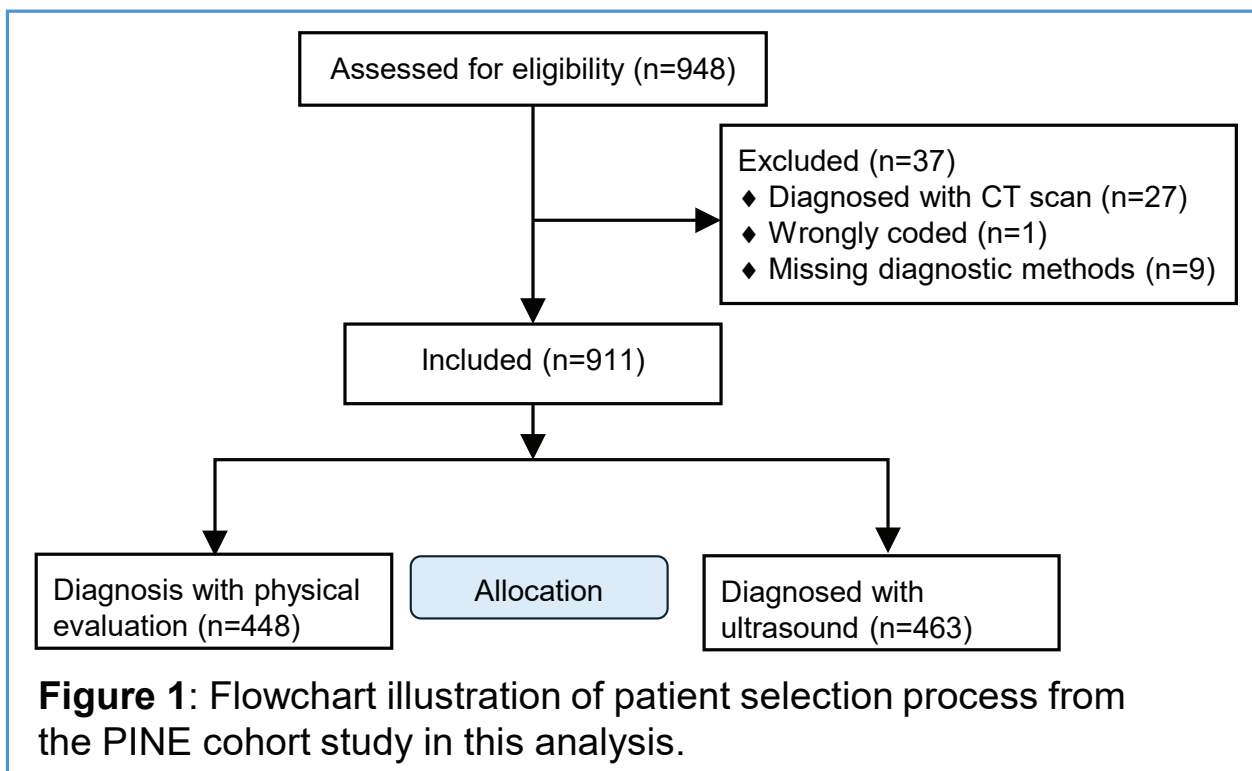 Assessed for eligibility (n=948)
Excluded (n=37)
♦ Diagnosed with CT scan (n=27)
♦ Wrongly coded (n=1)
♦ Missing diagnostic methods (n=9)
Included (n=911)
Diagnosis with physical
evaluation (n=448)
Allocation
Diagnosed with
ultrasound (n=463)
Figure 1: Flowchart illustration of patient selection process from
the PINE cohort study in this analysis.